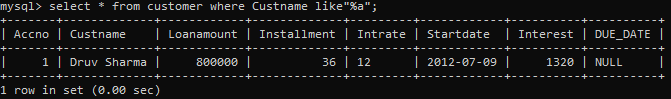 mysql> select * from customer where Custname like"%a";
+-------+-------------+------------+-------------+---------+------------+----------+----------+
| Accno | Custname | Loanamount | Installment | Intrate | Startdate | Interest | DUE_DATE |
+-------+-------------+------------+-------------+---------+------------+----------+----------+
| 1 | Druv Sharma | 800000 | 36 | 12 | 2012-07-09 | 1320 | NULL |
+-------+-------------+------------+-------------+---------+------------+----------+----------+
1 row in set (0.00 sec)